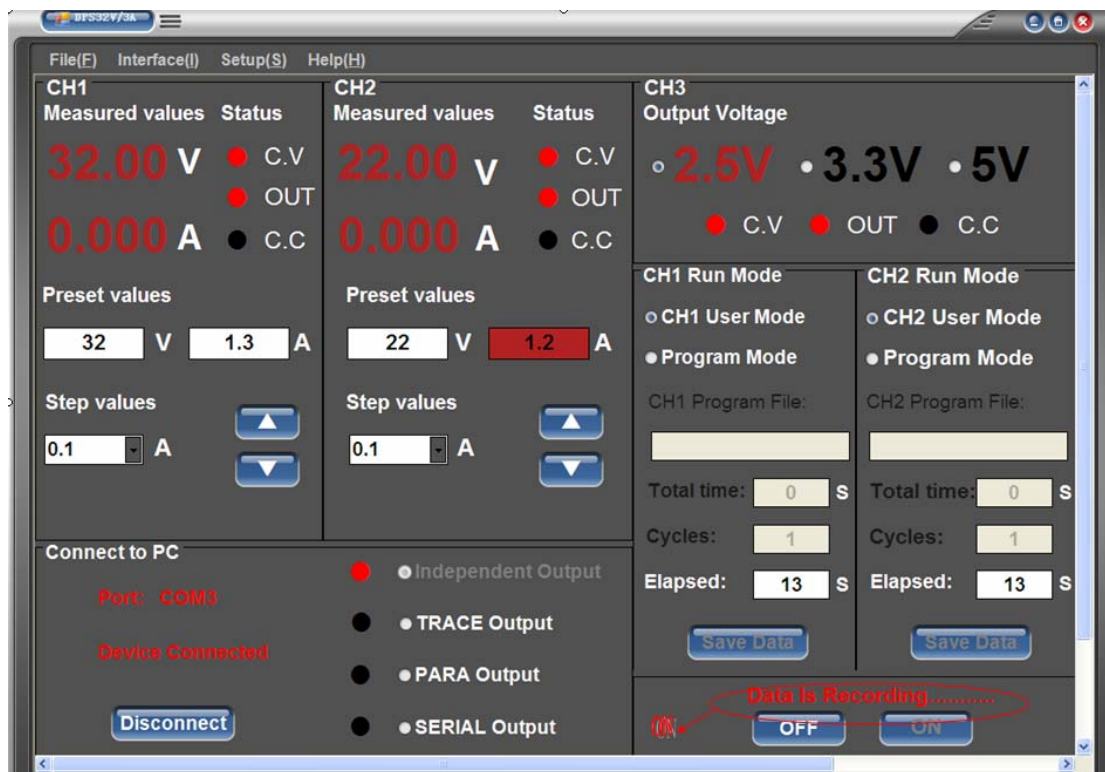 DPS32V/3A
File(F) Interface(I) Setup(S) Help(H)
CH1
Measured values Status
32.00 V C.V
OUT
0.000 A C.C
Preset values
32 V 1.3 A
Step values
0.1 A
CH2
Measured values Status
22.00 V C.V
OUT
0.000 A C.C
Preset values
22 V 1.2 A
Step values
0.1 A
CH3
Output Voltage
2.5V 3.3V 5V
C.V OUT C.C
CH1 Run Mode
CH1 User Mode
Program Mode
CH1 Program File:
Total time: 0 S
Cycles: 1
Elapsed: 13 S
Save Data
CH2 Run Mode
CH2 User Mode
Program Mode
CH2 Program File:
Total time: 0 S
Cycles: 1
Elapsed: 13 S
Save Data
Connect to PC
Port: COM3
Device Connected
Disconnect
Independent Output
TRACE Output
PARA Output
SERIAL Output
Data Is Recording............
ON OFF ON